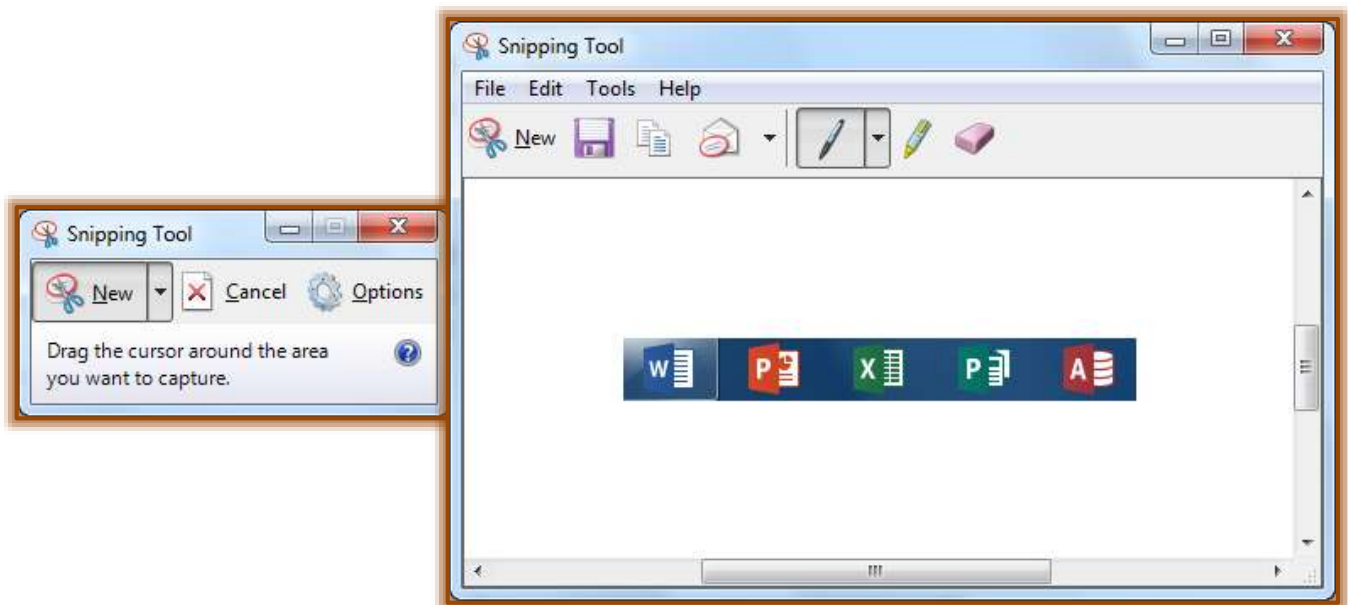 Snipping Tool
New Cancel Options
Drag the cursor around the area
you want to capture.
Snipping Tool
File Edit Tools Help
New
W P X P A